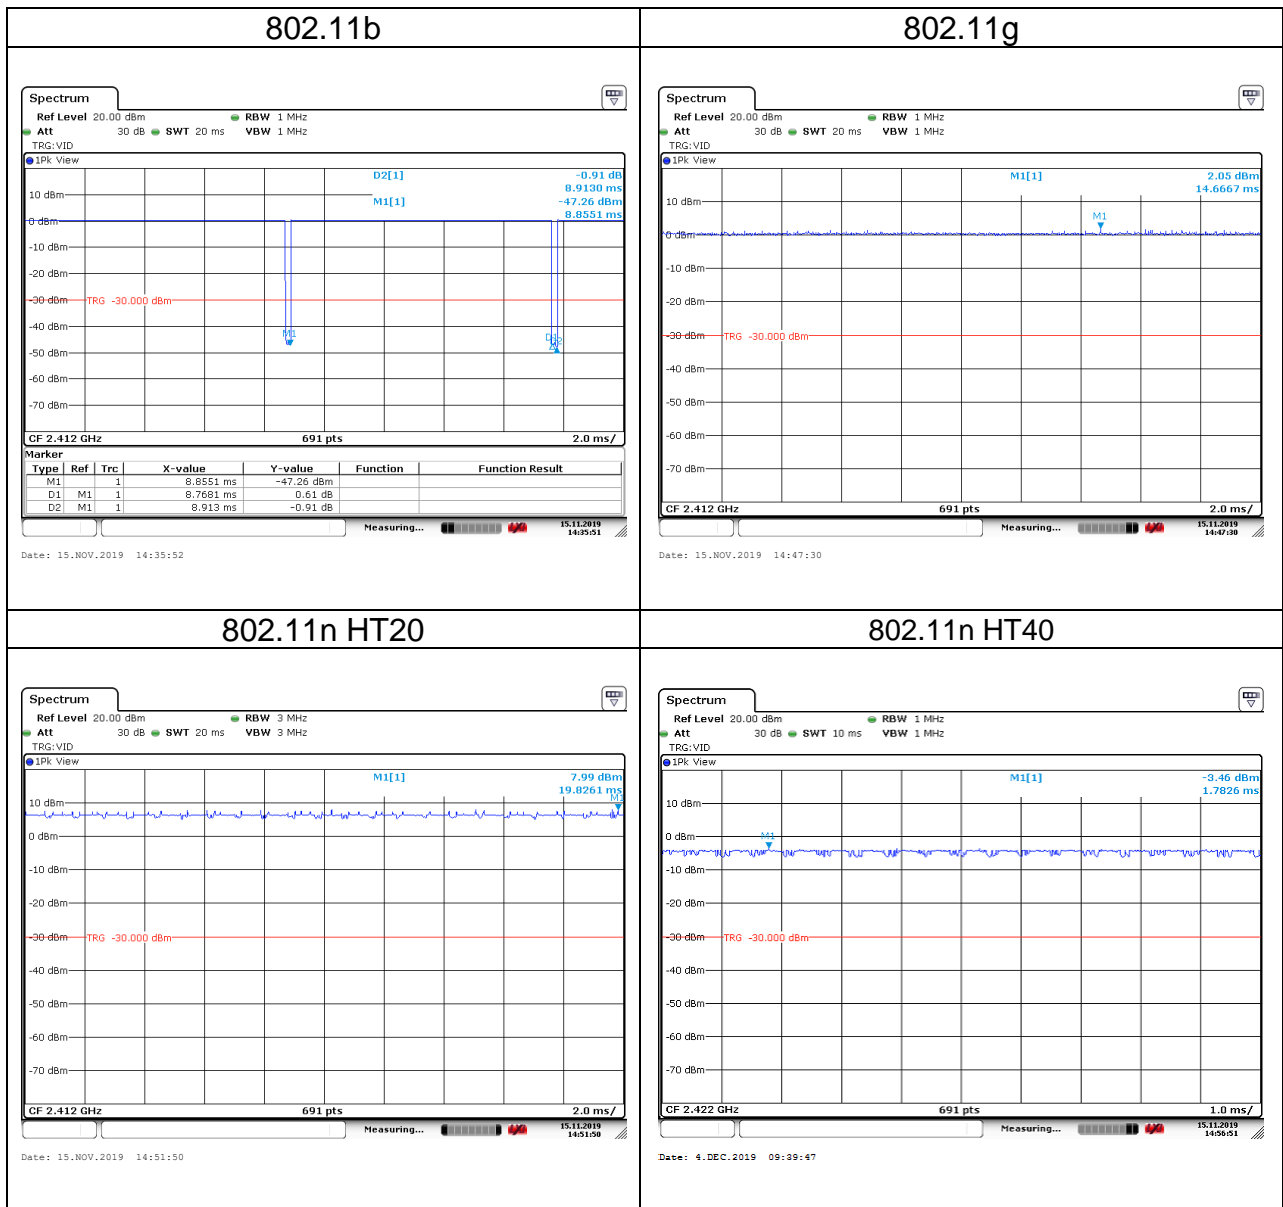 802.11b
Spectrum
Ref Level 20.00 dBm RBW 1 MHz
Att 30 dB SWT 20 ms VBW 1 MHz
TRG:VID
1Pk View
D2[1] -0.91 dB
8.9130 ms
M1[1] -47.26 dBm
8.8551 ms
10 dBm
0 dBm
-10 dBm
-20 dBm
-30 dBm TRG -30.000 dBm
-40 dBm
M1
D1
D2
-50 dBm
-60 dBm
-70 dBm
CF 2.412 GHz 691 pts 2.0 ms/
Marker
Type Ref Trc X-value Y-value Function Function Result
M1 1 8.8551 ms -47.26 dBm
D1 M1 1 8.7681 ms 0.61 dB
D2 M1 1 8.913 ms -0.91 dB
Measuring... 15.11.2019
14:35:51
Date: 15.NOV.2019 14:35:52
802.11g
Spectrum
Ref Level 20.00 dBm RBW 1 MHz
Att 30 dB SWT 20 ms VBW 1 MHz
TRG:VID
1Pk View
M1[1] 2.05 dBm
14.6667 ms
10 dBm
M1
0 dBm
-10 dBm
-20 dBm
-30 dBm TRG -30.000 dBm
-40 dBm
-50 dBm
-60 dBm
-70 dBm
CF 2.412 GHz 691 pts 2.0 ms/
Measuring... 15.11.2019
14:47:30
Date: 15.NOV.2019 14:47:30
802.11n HT20
Spectrum
Ref Level 20.00 dBm RBW 3 MHz
Att 30 dB SWT 20 ms VBW 3 MHz
TRG:VID
1Pk View
M1[1] 7.99 dBm
19.8261 ms
M1
10 dBm
0 dBm
-10 dBm
-20 dBm
-30 dBm TRG -30.000 dBm
-40 dBm
-50 dBm
-60 dBm
-70 dBm
CF 2.412 GHz 691 pts 2.0 ms/
Measuring... 15.11.2019
14:51:50
Date: 15.NOV.2019 14:51:50
802.11n HT40
Spectrum
Ref Level 20.00 dBm RBW 1 MHz
Att 30 dB SWT 10 ms VBW 1 MHz
TRG:VID
1Pk View
M1[1] -3.46 dBm
1.7826 ms
10 dBm
0 dBm
M1
-10 dBm
-20 dBm
-30 dBm TRG -30.000 dBm
-40 dBm
-50 dBm
-60 dBm
-70 dBm
CF 2.422 GHz 691 pts 1.0 ms/
Measuring... 15.11.2019
14:56:51
Date: 4.DEC.2019 09:39:47